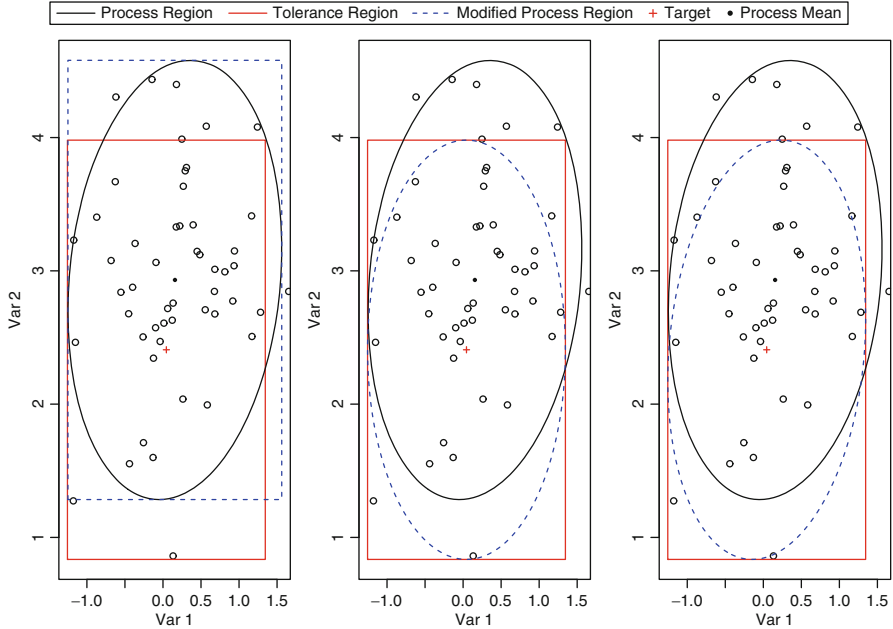 Process Region Tolerance Region Modified Process Region + Target • Process Mean
4
3
2
1
Var 2
−1.0 0.0 0.5 1.0 1.5
Var 1
4
3
2
1
Var 2
−1.0 0.0 0.5 1.0 1.5
Var 1
4
3
2
1
Var 2
−1.0 0.0 0.5 1.0 1.5
Var 1